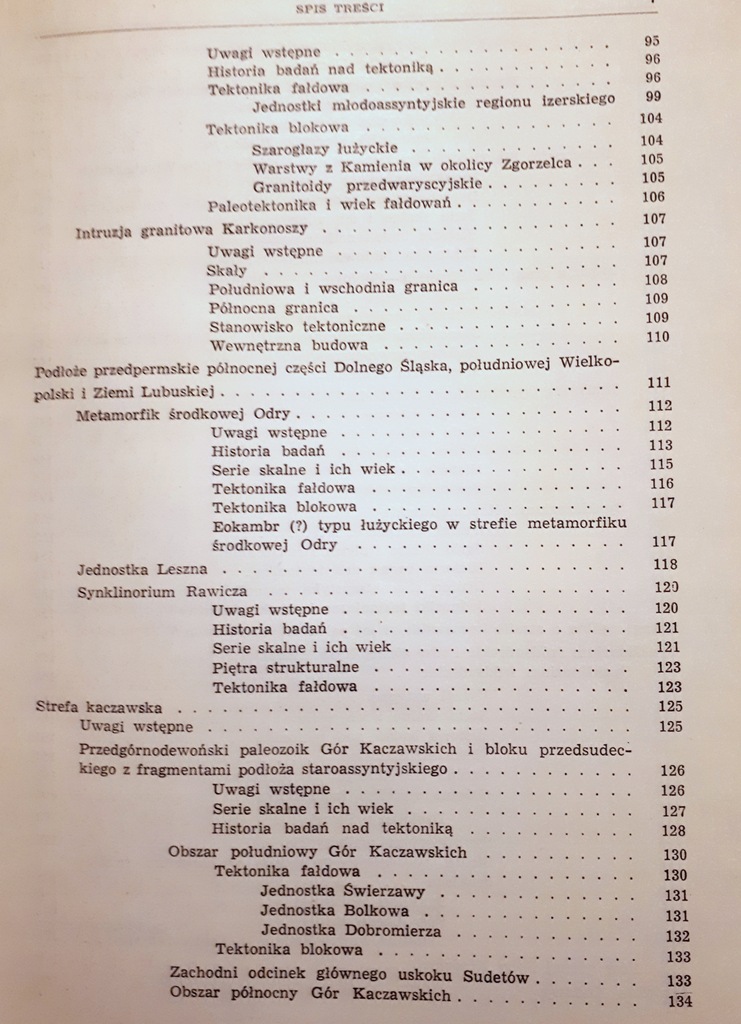 SPIS TREŚCI
Uwagi wstępne . . . . . . . . . . . . . . . 95
Historia badań nad tektoniką . . . . . . . . . 96
Tektonika fałdowa . . . . . . . . . . . . . 96
Jednostki młodoassyntyjskie regionu izerskiego 99
Tektonika blokowa . . . . . . . . . . . . . 104
Szarogłazy łużyckie . . . . . . . . . . . 104
Warstwy z Kamienia w okolicy Zgorzelca . . . 105
Granitoidy przedwaryscyjskie . . . . . . . . 105
Paleotektonika i wiek fałdowań . . . . . . . . . 106
Intruzja granitowa Karkonoszy . . . . . . . . . . . . . . . 107
Uwagi wstępne . . . . . . . . . . . . . . . 107
Skały . . . . . . . . . . . . . . . . . . . 107
Południowa i wschodnia granica . . . . . . . . . 108
Północna granica . . . . . . . . . . . . . . 109
Stanowisko tektoniczne . . . . . . . . . . . . 109
Wewnętrzna budowa . . . . . . . . . . . . . 110
Podłoże przedpermskie północnej części Dolnego Śląska, południowej Wielko-
polski i Ziemi Lubuskiej . . . . . . . . . . . . . . . . . . . . 111
Metamorfik środkowej Odry . . . . . . . . . . . . . . . . . 112
Uwagi wstępne . . . . . . . . . . . . . . . 112
Historia badań . . . . . . . . . . . . . . . 113
Serie skalne i ich wiek . . . . . . . . . . . . 115
Tektonika fałdowa . . . . . . . . . . . . . 116
Tektonika blokowa . . . . . . . . . . . . . 117
Eokambr (?) typu łużyckiego w strefie metamorfiku
środkowej Odry . . . . . . . . . . . . . . 117
Jednostka Leszna . . . . . . . . . . . . . . . . . . . . . 118
Synklinorium Rawicza . . . . . . . . . . . . . . . . . . . 120
Uwagi wstępne . . . . . . . . . . . . . . . 120
Historia badań . . . . . . . . . . . . . . . 121
Serie skalne i ich wiek . . . . . . . . . . . . 121
Piętra strukturalne . . . . . . . . . . . . . 123
Tektonika fałdowa . . . . . . . . . . . . . 123
Strefa kaczawska . . . . . . . . . . . . . . . . . . . . . . . 125
Uwagi wstępne . . . . . . . . . . . . . . . . . . . . . . 125
Przedgórnodewoński paleozoik Gór Kaczawskich i bloku przedsudec-
kiego z fragmentami podłoża staroassyntyjskiego . . . . . . . . . 126
Uwagi wstępne . . . . . . . . . . . . . . . 126
Serie skalne i ich wiek . . . . . . . . . . . . 127
Historia badań nad tektoniką . . . . . . . . . 128
Obszar południowy Gór Kaczawskich . . . . . . . . . 130
Tektonika fałdowa . . . . . . . . . . . . . 130
Jednostka Świerzawy . . . . . . . . . . . 131
Jednostka Bolkowa . . . . . . . . . . . . 131
Jednostka Dobromierza . . . . . . . . . . 132
Tektonika blokowa . . . . . . . . . . . . . 133
Zachodni odcinek głównego uskoku Sudetów . . . . . . 133
Obszar północny Gór Kaczawskich . . . . . . . . . . 134